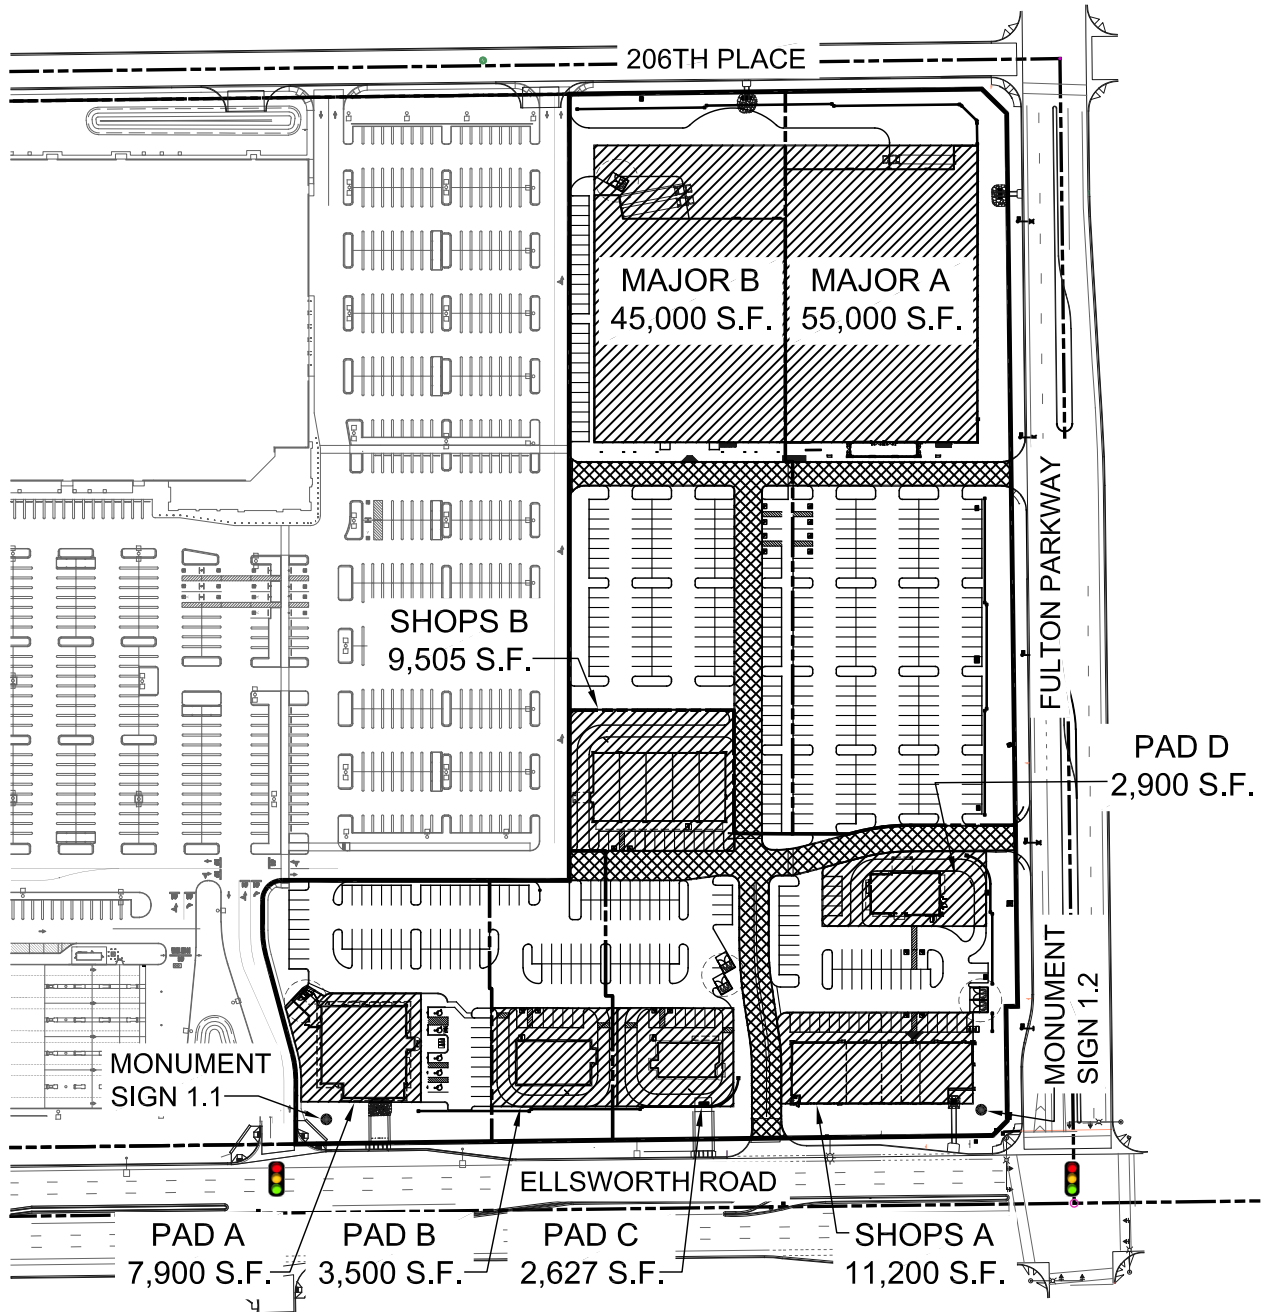 206TH PLACE
MAJOR B
45,000 S.F.
MAJOR A
55,000 S.F.
FULTON PARKWAY
SHOPS B
9,505 S.F.
PAD D
2,900 S.F.
MONUMENT
SIGN 1.2
MONUMENT
SIGN 1.1
ELLSWORTH ROAD
PAD A
7,900 S.F.
PAD B
3,500 S.F.
PAD C
2,627 S.F.
SHOPS A
11,200 S.F.